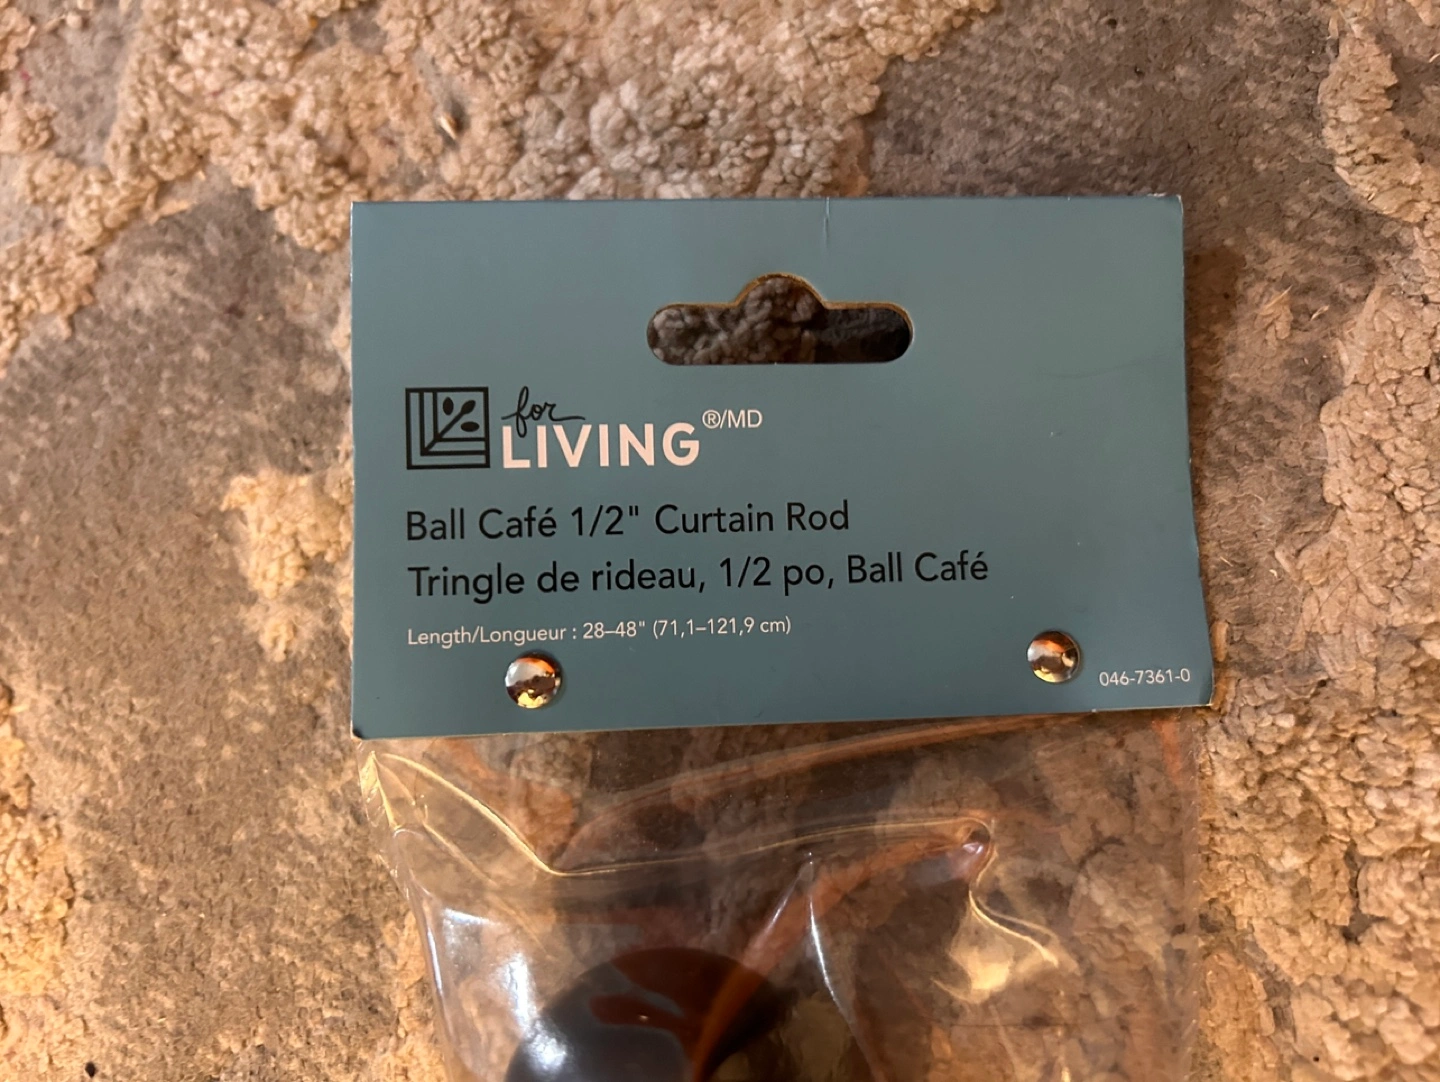 for
LIVING®/MD
Ball Café 1/2" Curtain Rod
Tringle de rideau, 1/2 po, Ball Café
Length/Longueur : 28–48" (71,1–121,9 cm)
046-7361-0